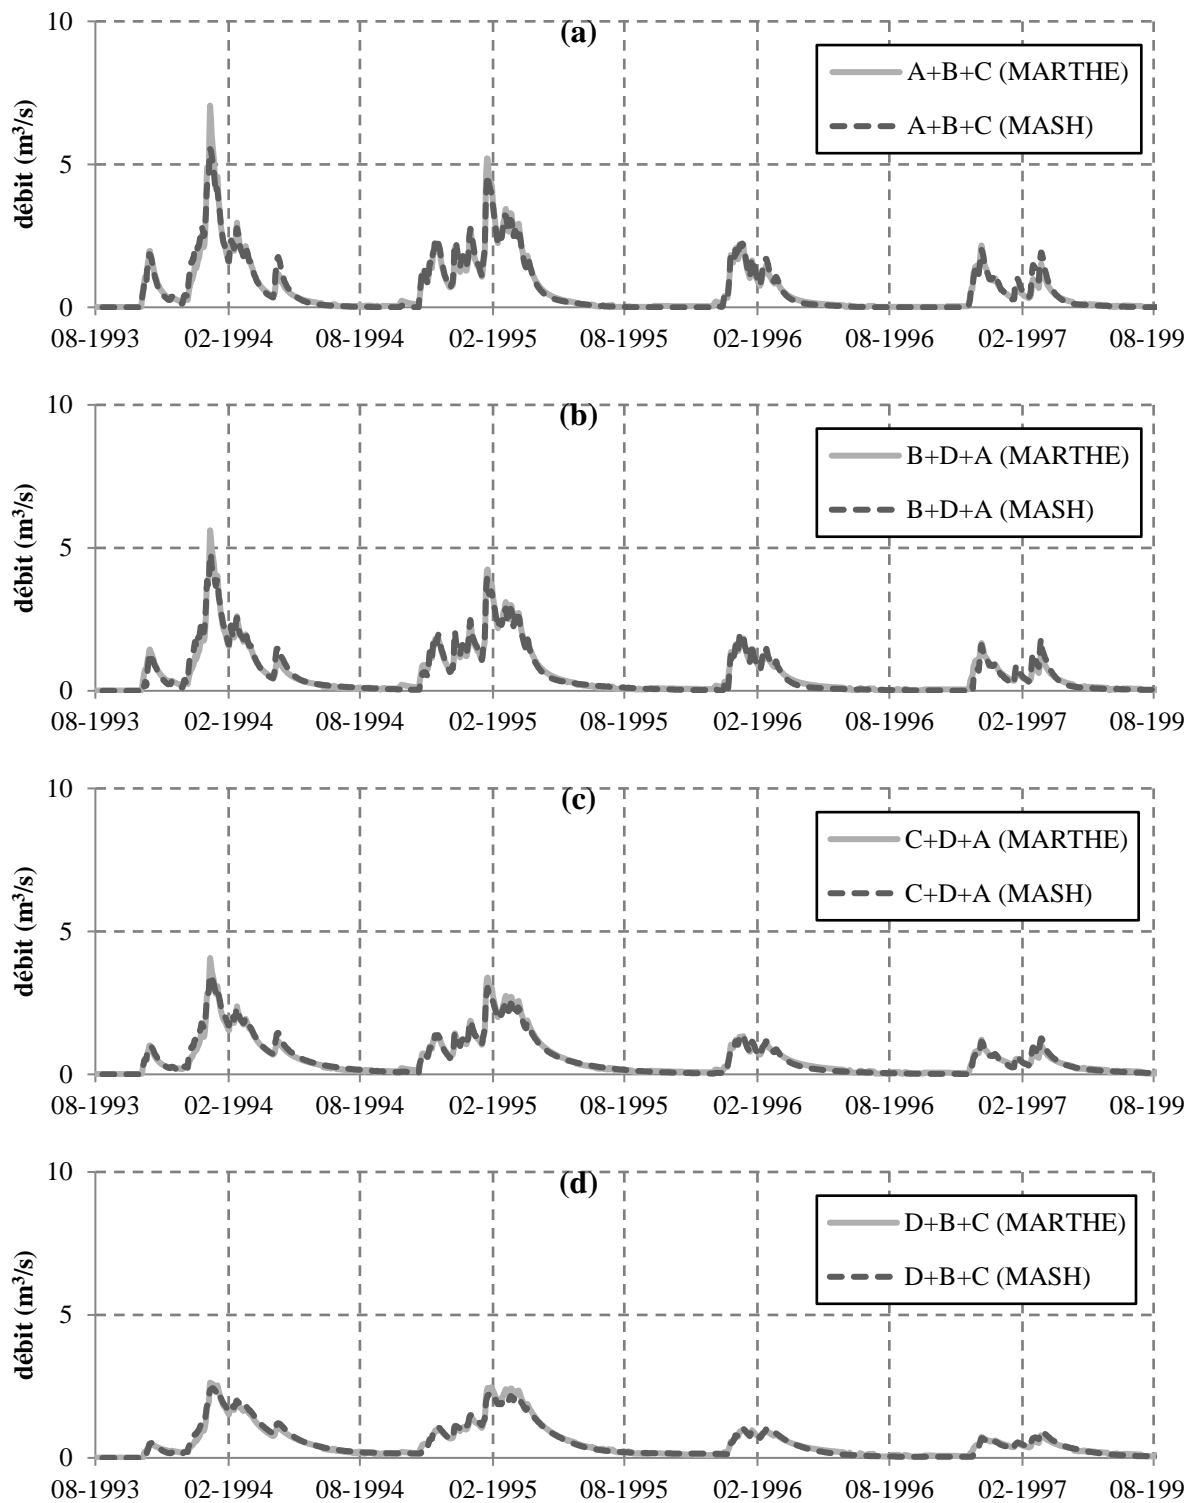 (a)
10
5
0
débit (m³/s)
A+B+C (MARTHE)
A+B+C (MASH)
08-1993 02-1994 08-1994 02-1995 08-1995 02-1996 08-1996 02-1997 08-199
(b)
10
5
0
débit (m³/s)
B+D+A (MARTHE)
B+D+A (MASH)
08-1993 02-1994 08-1994 02-1995 08-1995 02-1996 08-1996 02-1997 08-199
(c)
10
5
0
débit (m³/s)
C+D+A (MARTHE)
C+D+A (MASH)
08-1993 02-1994 08-1994 02-1995 08-1995 02-1996 08-1996 02-1997 08-199
(d)
10
5
0
débit (m³/s)
D+B+C (MARTHE)
D+B+C (MASH)
08-1993 02-1994 08-1994 02-1995 08-1995 02-1996 08-1996 02-1997 08-199